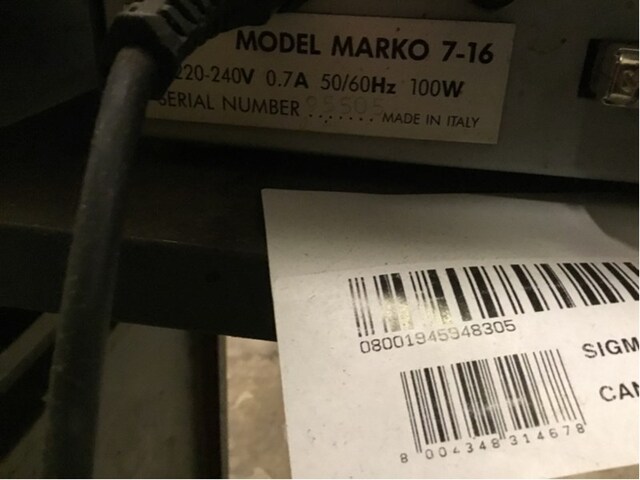 MODEL MARKO 7-16
220-240V 0.7A 50/60Hz 100W
SERIAL NUMBER ....... MADE IN ITALY
08001945948305
SIGM
CAN
8 004348 314678